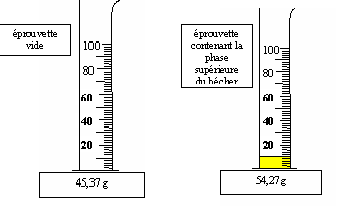 éprouvette
vide
100
80
60
40
20
45,37 g
éprouvette
contenant la
phase
supérieure
du bécher
100
80
60
40
20
54,27 g